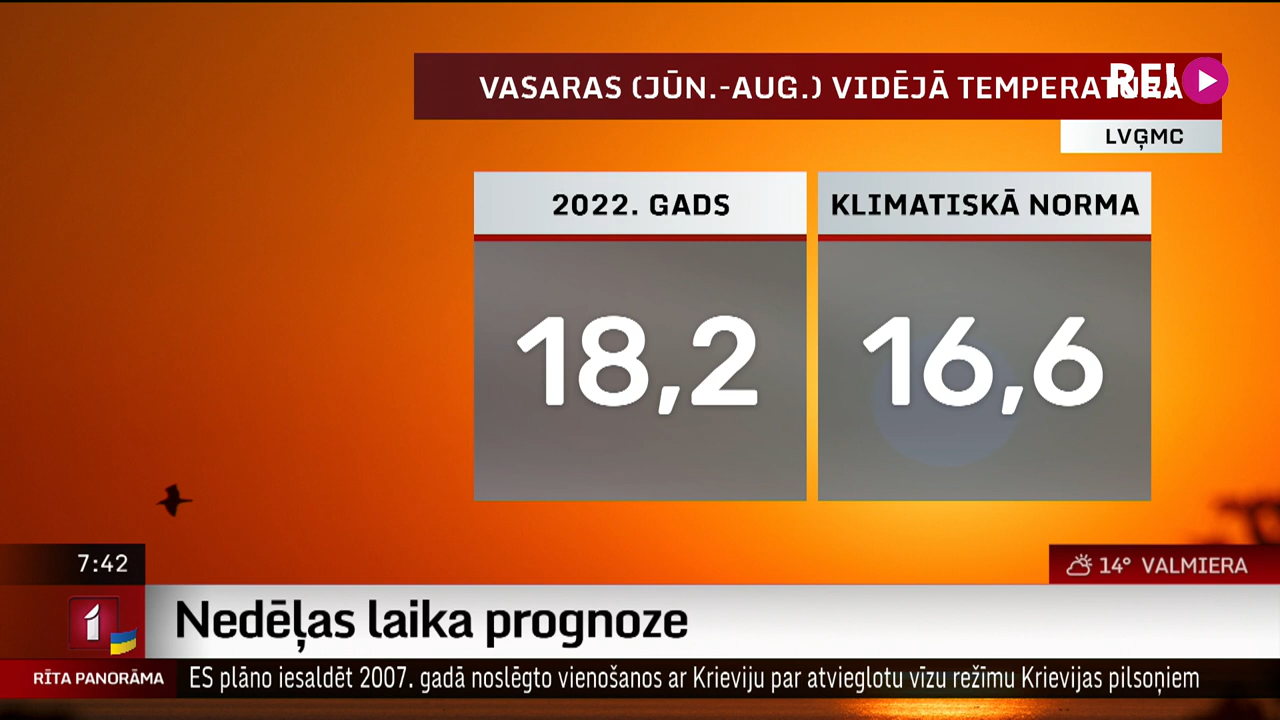 VASARAS (JŪN.-AUG.) VIDĒJĀ TEMPERATŪRA
RE!
LVĢMC
2022. GADS
KLIMATISKĀ NORMA
18,2
16,6
7:42
14° VALMIERA
1
Nedēļas laika prognoze
RĪTA PANORĀMA
ES plāno iesaldēt 2007. gadā noslēgto vienošanos ar Krieviju par atvieglotu vīzu režīmu Krievijas pilsoņiem